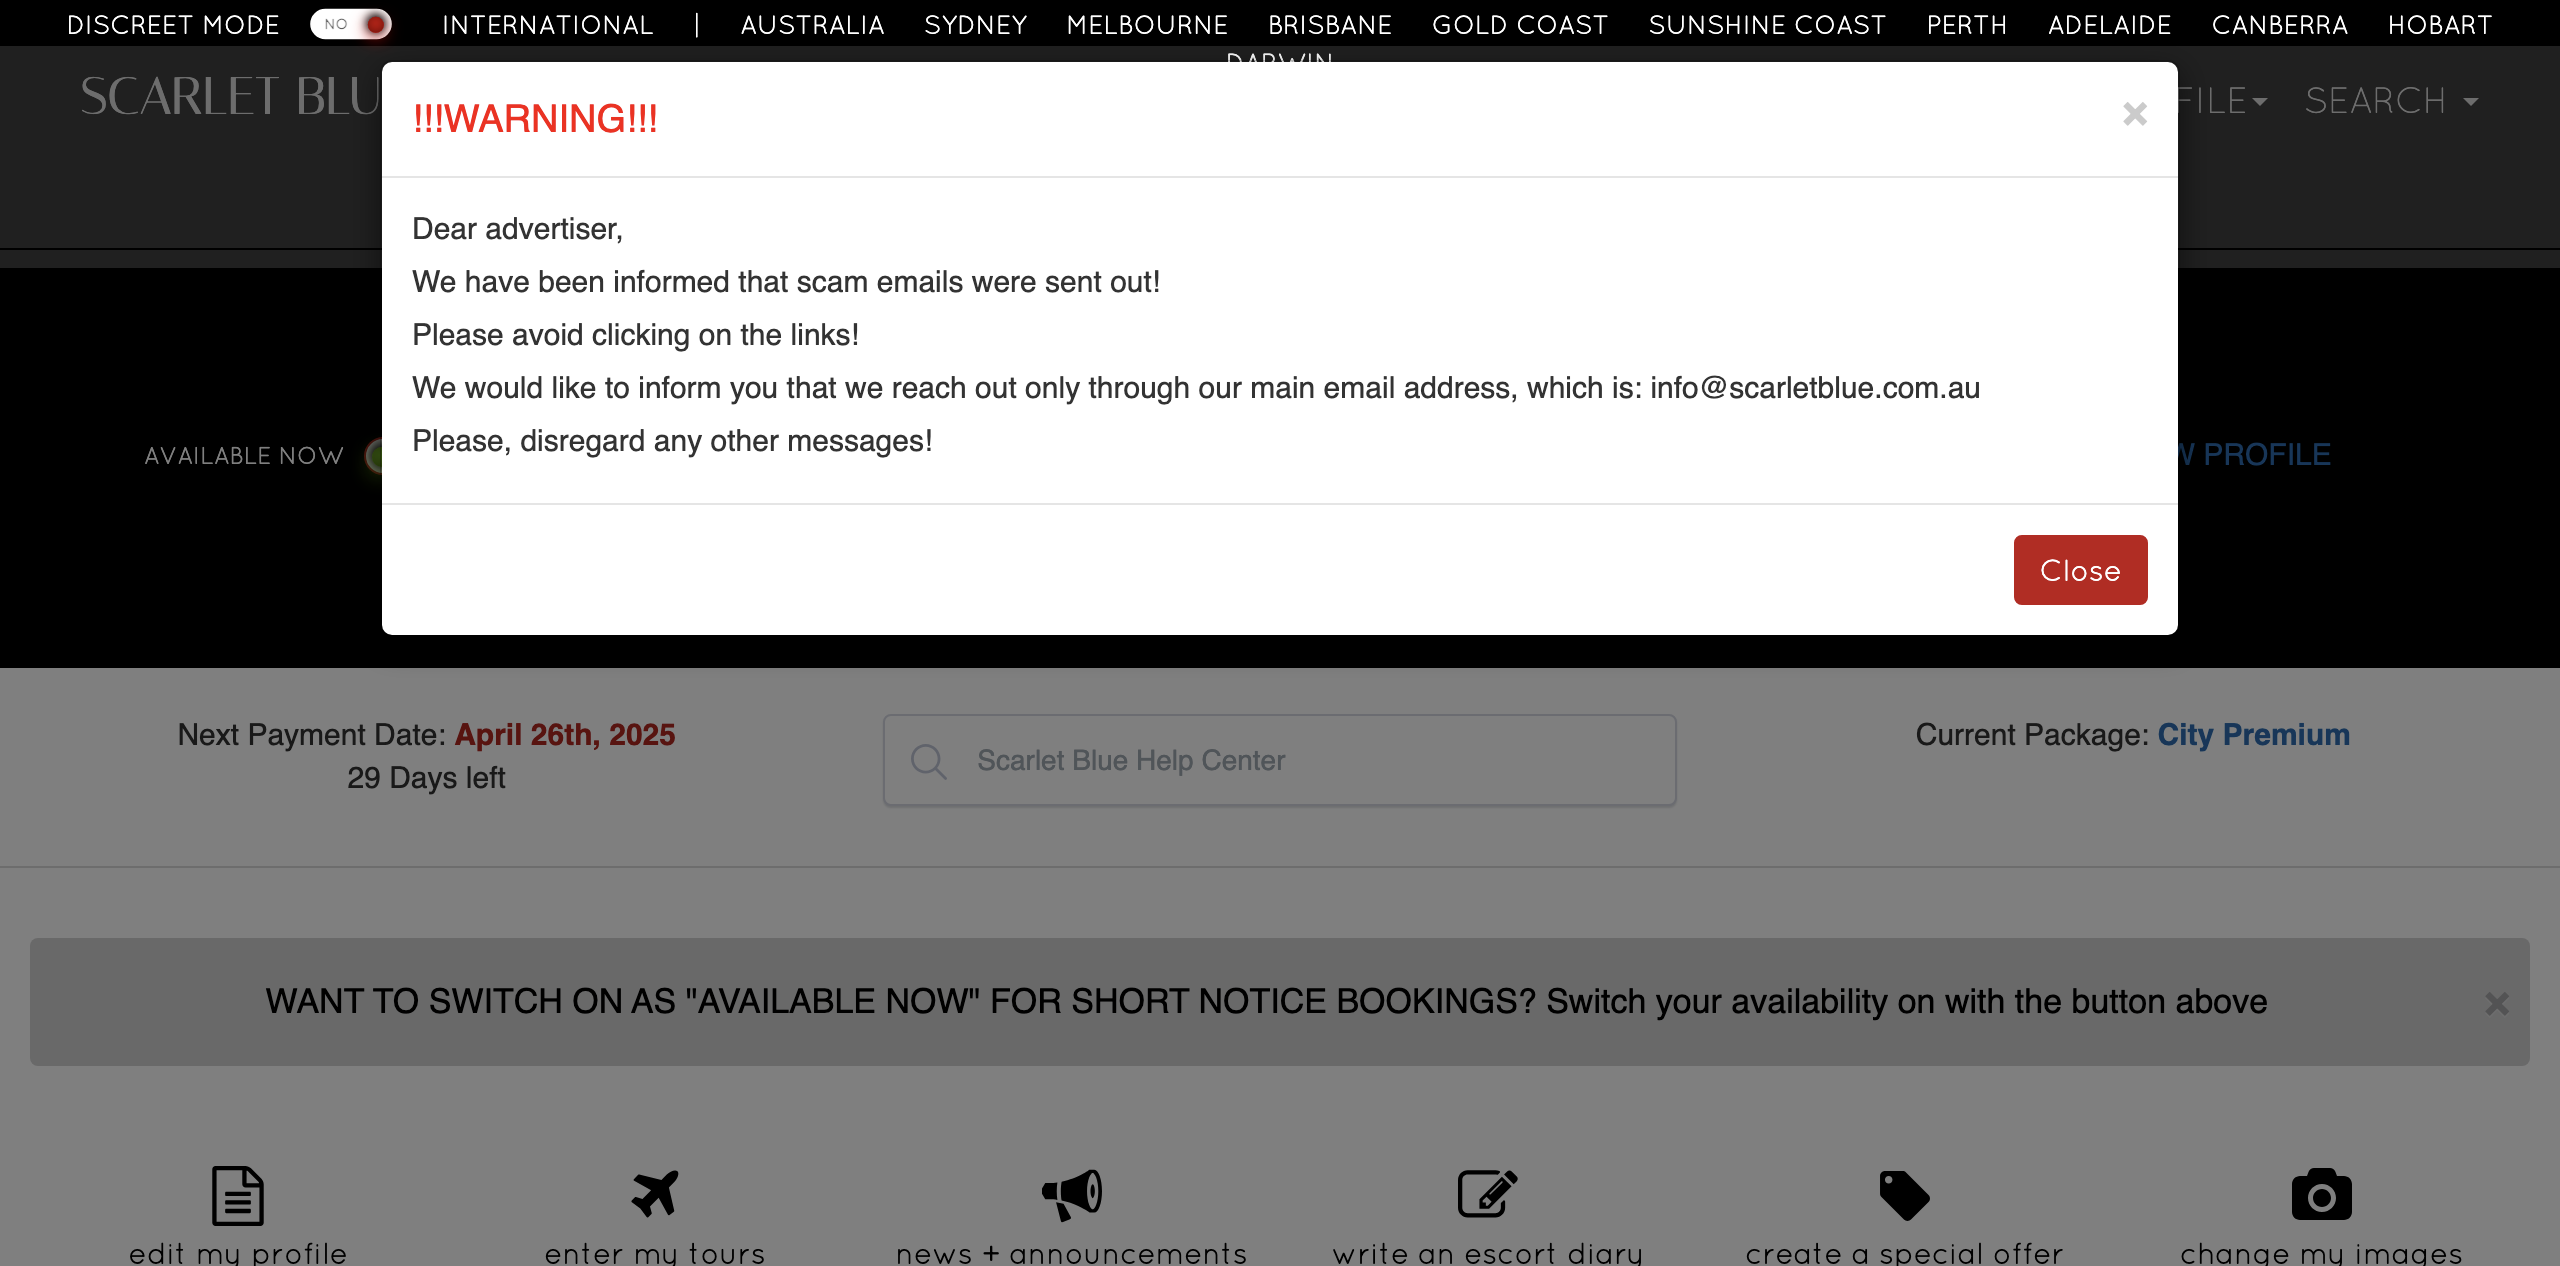 DISCREET MODE NO INTERNATIONAL | AUSTRALIA SYDNEY MELBOURNE BRISBANE GOLD COAST SUNSHINE COAST PERTH ADELAIDE CANBERRA HOBART
DARWIN
SCARLET BLU
FILE SEARCH
!!!WARNING!!!
Dear advertiser,
We have been informed that scam emails were sent out!
Please avoid clicking on the links!
We would like to inform you that we reach out only through our main email address, which is: info@scarletblue.com.au
Please, disregard any other messages!
AVAILABLE NOW
W PROFILE
Close
Next Payment Date: April 26th, 2025
29 Days left
Scarlet Blue Help Center
Current Package: City Premium
WANT TO SWITCH ON AS "AVAILABLE NOW" FOR SHORT NOTICE BOOKINGS? Switch your availability on with the button above
edit my profile
enter my tours
news + announcements
write an escort diary
create a special offer
change my images